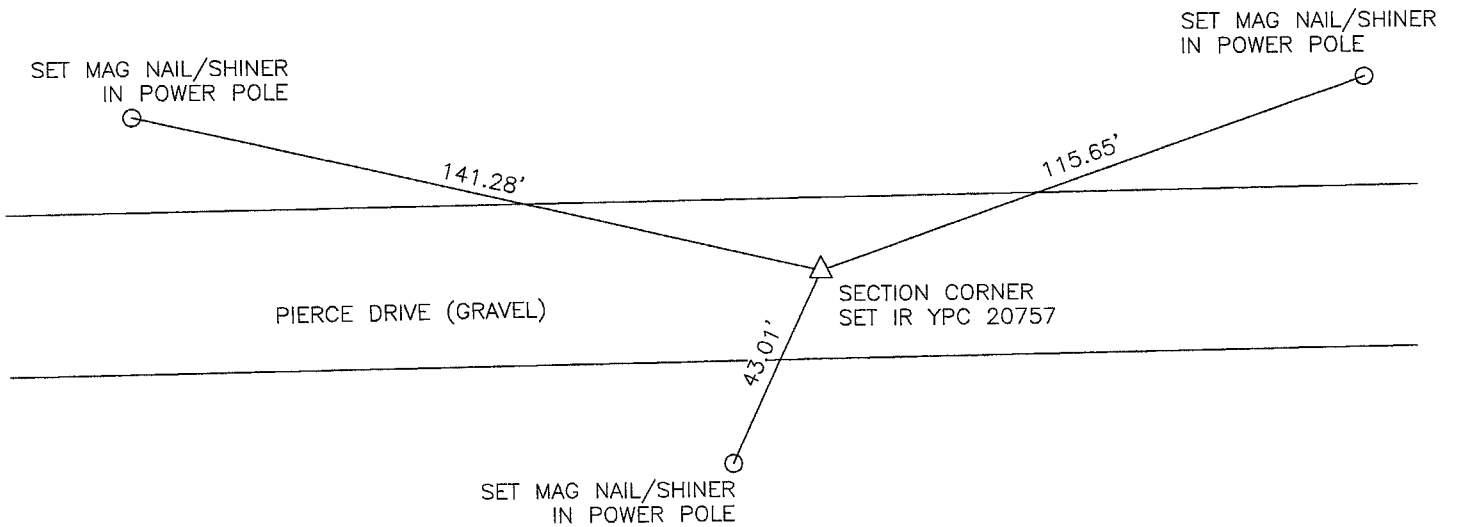 SET MAG NAIL/SHINER
IN POWER POLE
SET MAG NAIL/SHINER
IN POWER POLE
141.28'
115.65'
SECTION CORNER
SET IR YPC 20757
PIERCE DRIVE (GRAVEL)
43.01'
SET MAG NAIL/SHINER
IN POWER POLE